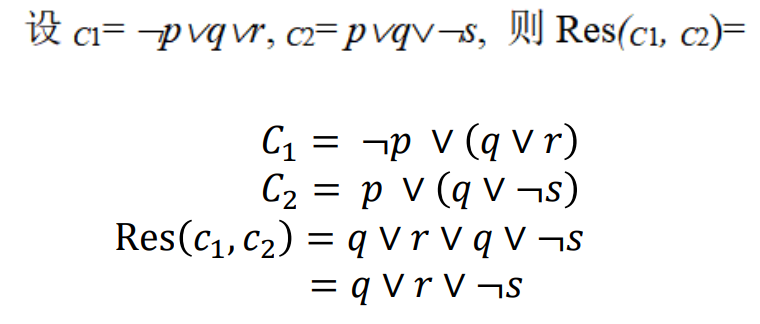 设 C1= ¬p∨q∨r, C2= p∨q∨¬s, 则 Res(C1, C2)=
C₁ = ¬p ∨ (q ∨ r)
C₂ = p ∨ (q ∨ ¬s)
Res(c₁, c₂) = q ∨ r ∨ q ∨ ¬s
= q ∨ r ∨ ¬s